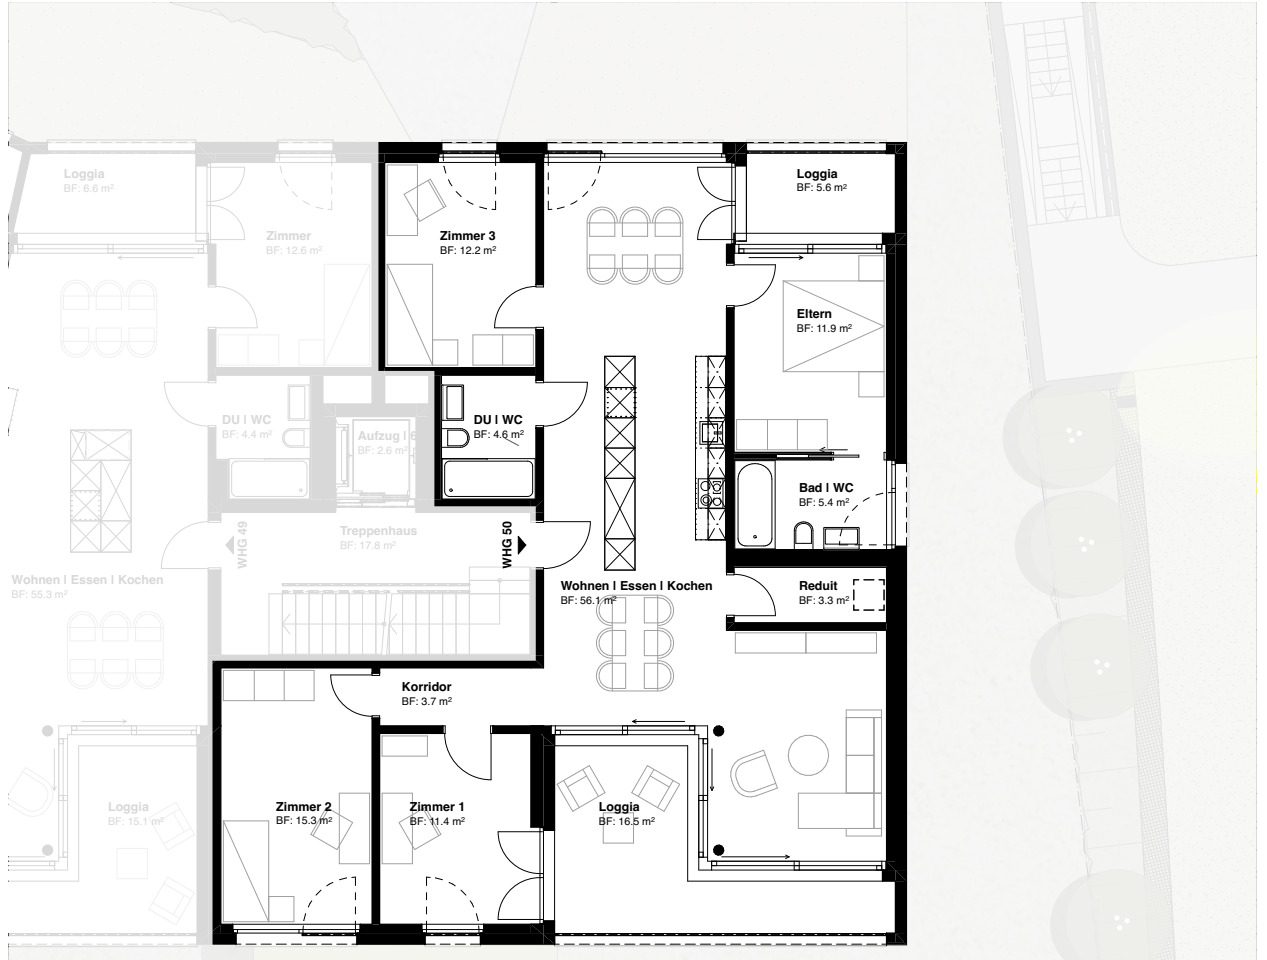 Loggia
BF: 6.6 m²
Zimmer
BF: 12.6 m²
Zimmer 3
BF: 12.2 m²
Loggia
BF: 5.6 m²
Eltern
BF: 11.9 m²
DU I WC
BF: 4.4 m²
Aufzug I
BF: 2.6 m²
DU I WC
BF: 4.6 m²
Bad I WC
BF: 5.4 m²
WHG 49
Treppenhaus
BF: 17.8 m²
WHG 50
Wohnen I Essen I Kochen
BF: 55.3 m²
Wohnen I Essen I Kochen
BF: 56.1 m²
Reduit
BF: 3.3 m²
Korridor
BF: 3.7 m²
Loggia
BF: 15.1 m²
Zimmer 2
BF: 15.3 m²
Zimmer 1
BF: 11.4 m²
Loggia
BF: 16.5 m²